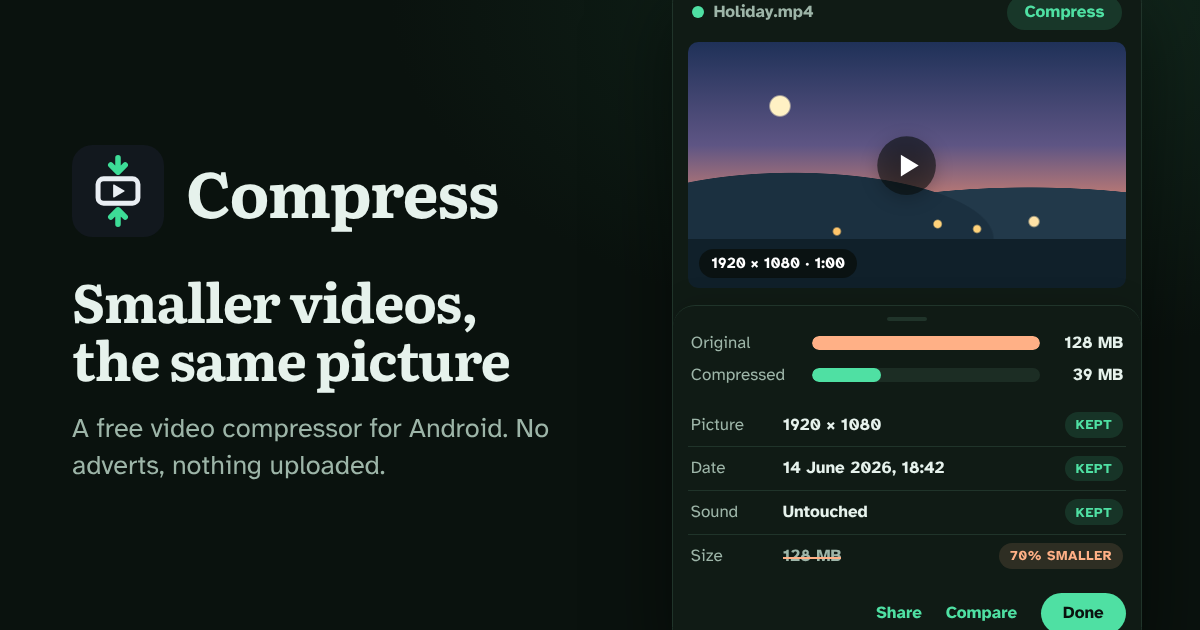 Compress
Smaller videos,
the same picture
A free video compressor for Android. No
adverts, nothing uploaded.
Holiday.mp4
Compress
1920 × 1080 · 1:00
Original 128 MB
Compressed 39 MB
Picture 1920 × 1080 KEPT
Date 14 June 2026, 18:42 KEPT
Sound Untouched KEPT
Size 128 MB 70% SMALLER
Share Compare Done